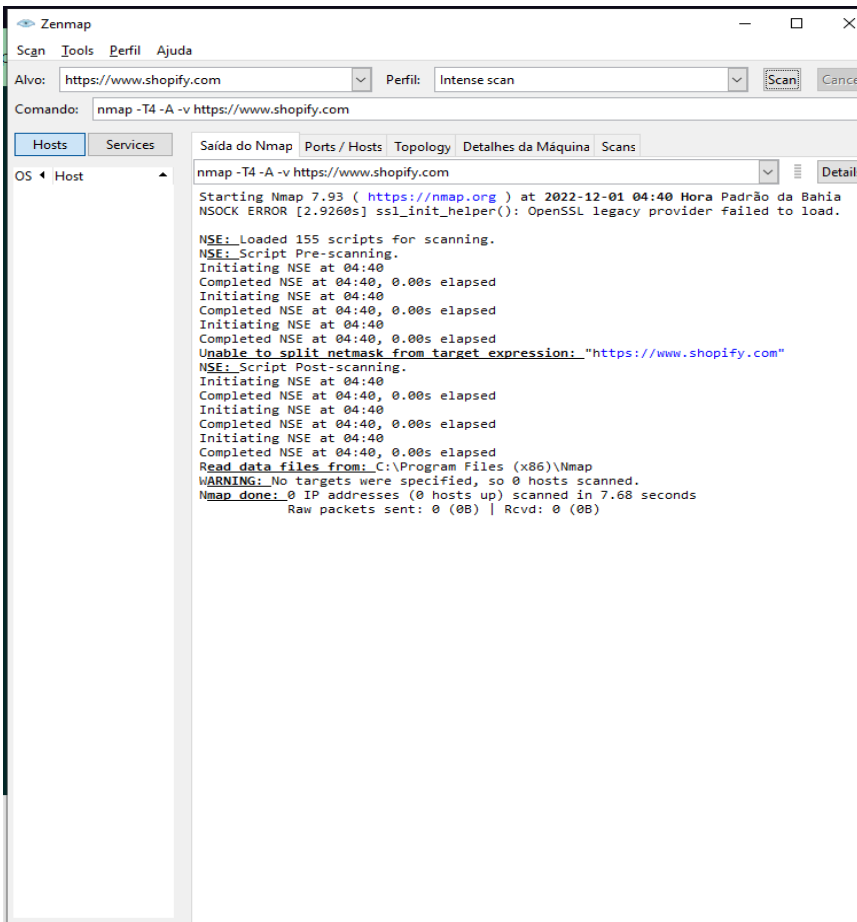 Zenmap
Scan Tools Perfil Ajuda
Alvo: https://www.shopify.com Perfil: Intense scan Scan Cance
Comando: nmap -T4 -A -v https://www.shopify.com
Hosts Services Saída do Nmap Ports / Hosts Topology Detalhes da Máquina Scans
OS Host nmap -T4 -A -v https://www.shopify.com Detail
Starting Nmap 7.93 ( https://nmap.org ) at 2022-12-01 04:40 Hora Padrão da Bahia
NSOCK ERROR [2.9260s] ssl_init_helper(): OpenSSL legacy provider failed to load.
NSE: Loaded 155 scripts for scanning.
NSE: Script Pre-scanning.
Initiating NSE at 04:40
Completed NSE at 04:40, 0.00s elapsed
Initiating NSE at 04:40
Completed NSE at 04:40, 0.00s elapsed
Initiating NSE at 04:40
Completed NSE at 04:40, 0.00s elapsed
Unable to split netmask from target expression: "https://www.shopify.com"
NSE: Script Post-scanning.
Initiating NSE at 04:40
Completed NSE at 04:40, 0.00s elapsed
Initiating NSE at 04:40
Completed NSE at 04:40, 0.00s elapsed
Initiating NSE at 04:40
Completed NSE at 04:40, 0.00s elapsed
Read data files from: C:\Program Files (x86)\Nmap
WARNING: No targets were specified, so 0 hosts scanned.
Nmap done: 0 IP addresses (0 hosts up) scanned in 7.68 seconds
Raw packets sent: 0 (0B) | Rcvd: 0 (0B)